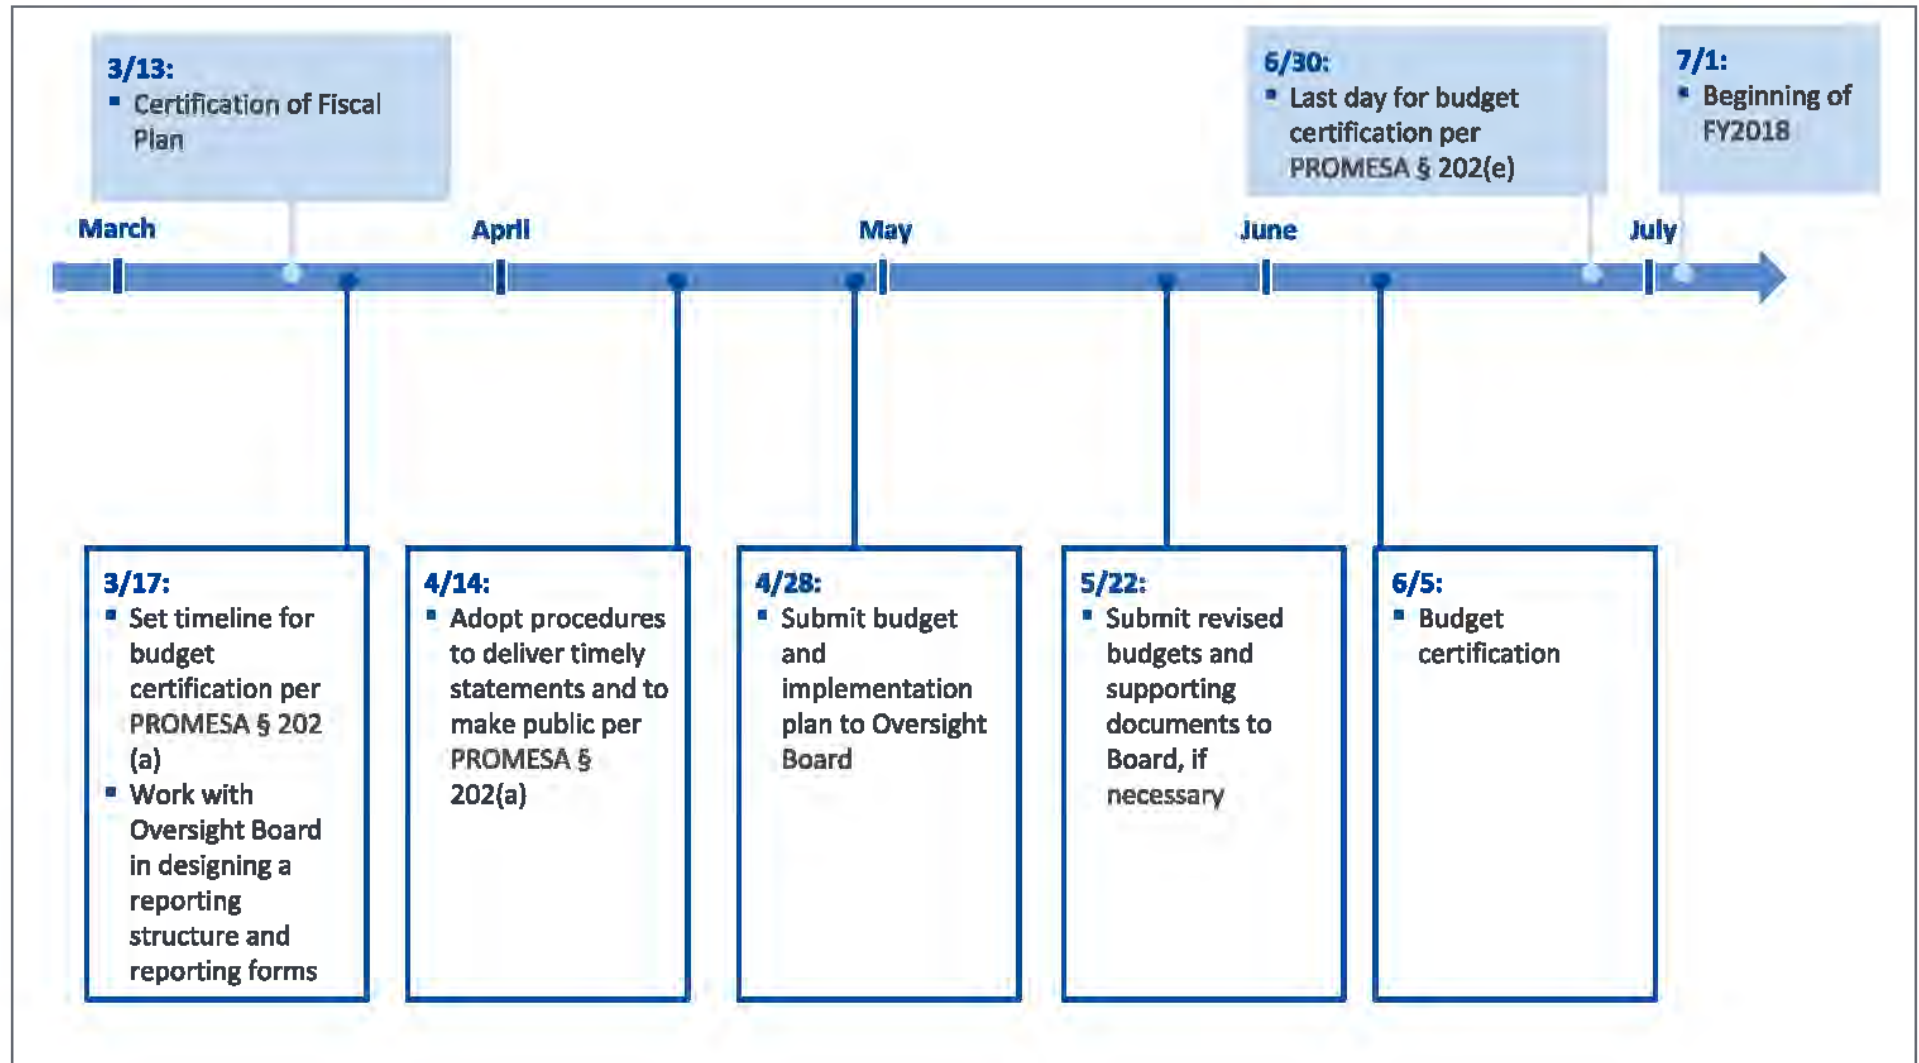 3/13:
▪ Certification of Fiscal
Plan
6/30:
▪ Last day for budget
certification per
PROMESA § 202(e)
7/1:
▪ Beginning of
FY2018
March
April
May
June
July
3/17:
▪ Set timeline for
budget
certification per
PROMESA § 202
(a)
▪ Work with
Oversight Board
in designing a
reporting
structure and
reporting forms
4/14:
▪ Adopt procedures
to deliver timely
statements and to
make public per
PROMESA §
202(a)
4/28:
▪ Submit budget
and
implementation
plan to Oversight
Board
5/22:
▪ Submit revised
budgets and
supporting
documents to
Board, if
necessary
6/5:
▪ Budget
certification